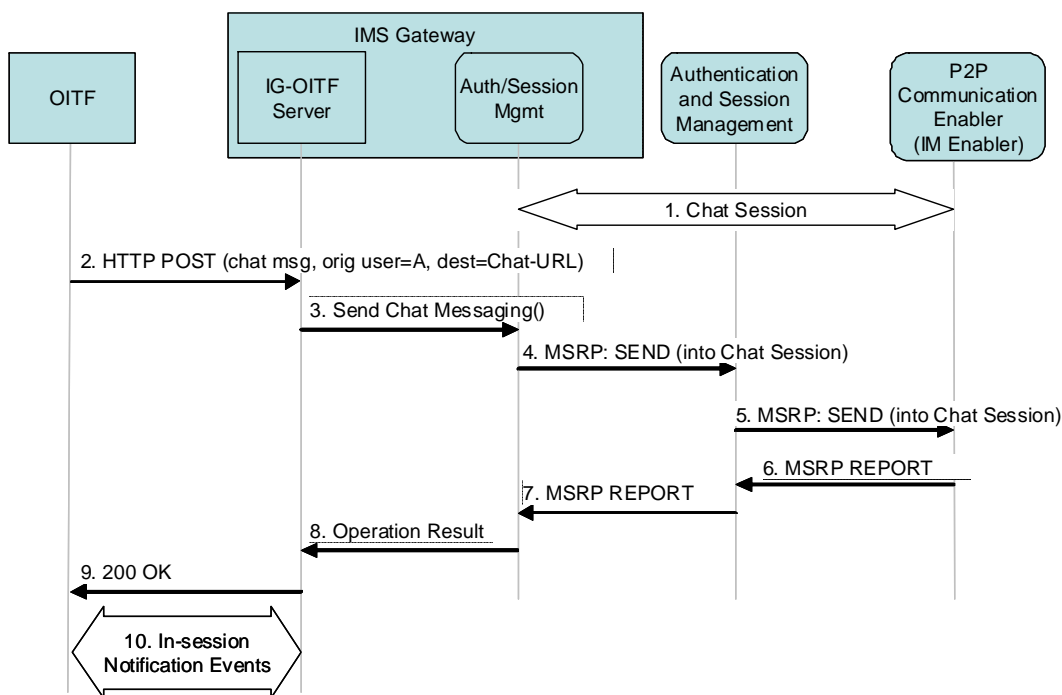 IMS Gateway
OITF
IG-OITF
Server
Auth/Session
Mgmt
Authentication
and Session
Management
P2P
Communication
Enabler
(IM Enabler)
1. Chat Session
2. HTTP POST (chat msg, orig user=A, dest=Chat-URL)
3. Send Chat Messaging()
4. MSRP: SEND (into Chat Session)
5. MSRP: SEND (into Chat Session)
6. MSRP REPORT
7. MSRP REPORT
8. Operation Result
9. 200 OK
10. In-session
Notification Events